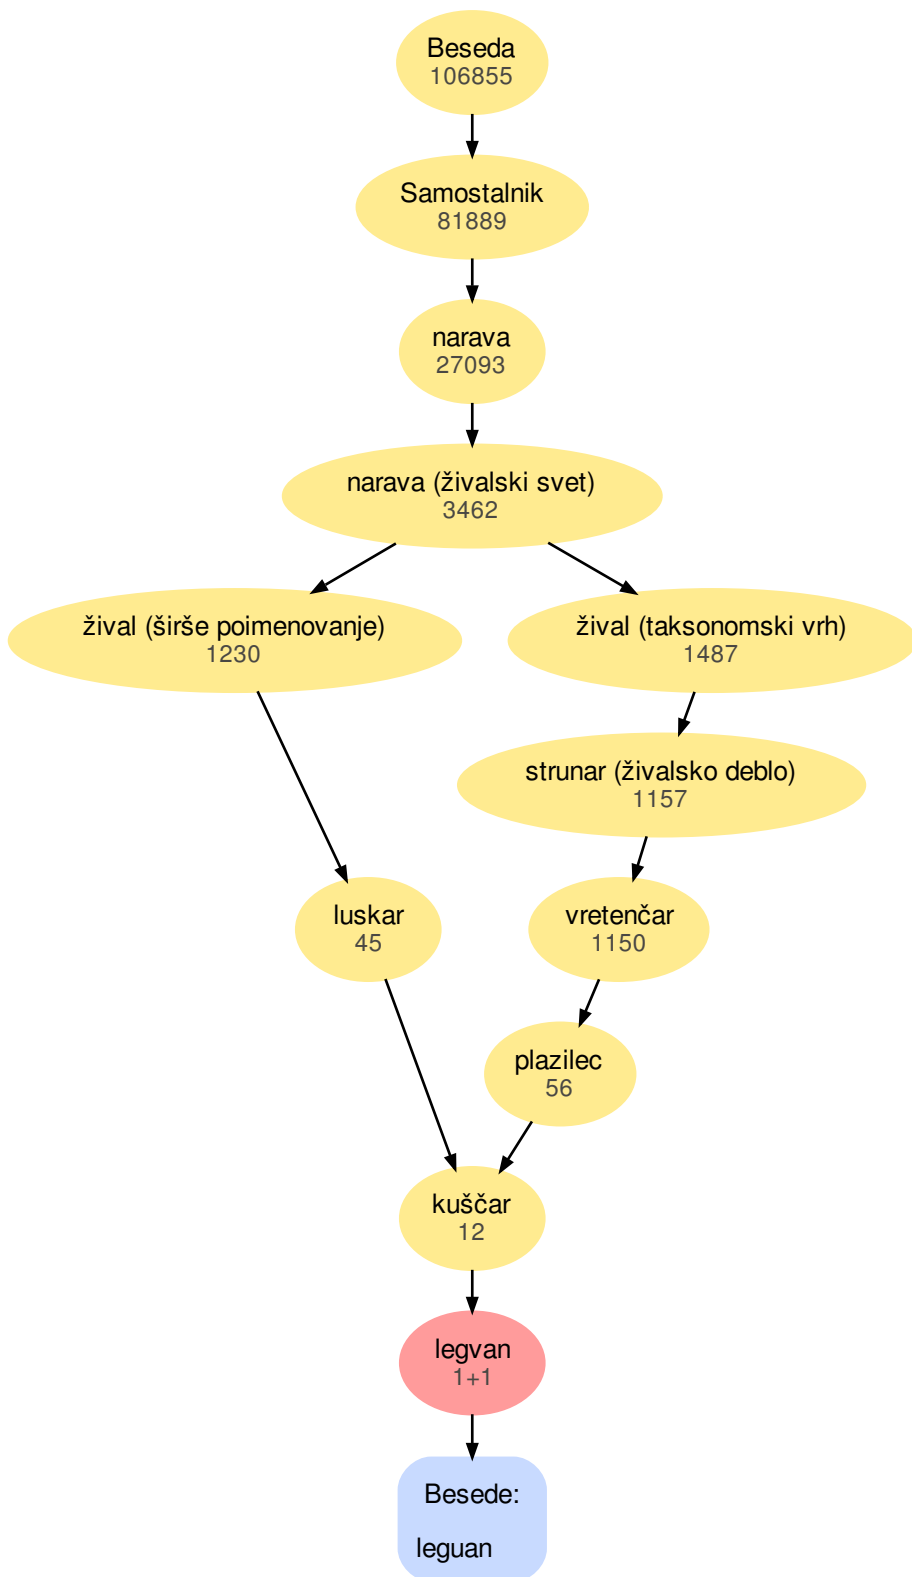 Beseda
106855
Samostalnik
81889
narava
27093
narava (živalski svet)
3462
žival (širše poimenovanje)
1230
žival (taksonomski vrh)
1487
strunar (živalsko deblo)
1157
luskar
45
vretenčar
1150
plazilec
56
kuščar
12
legvan
1+1
Besede:
leguan